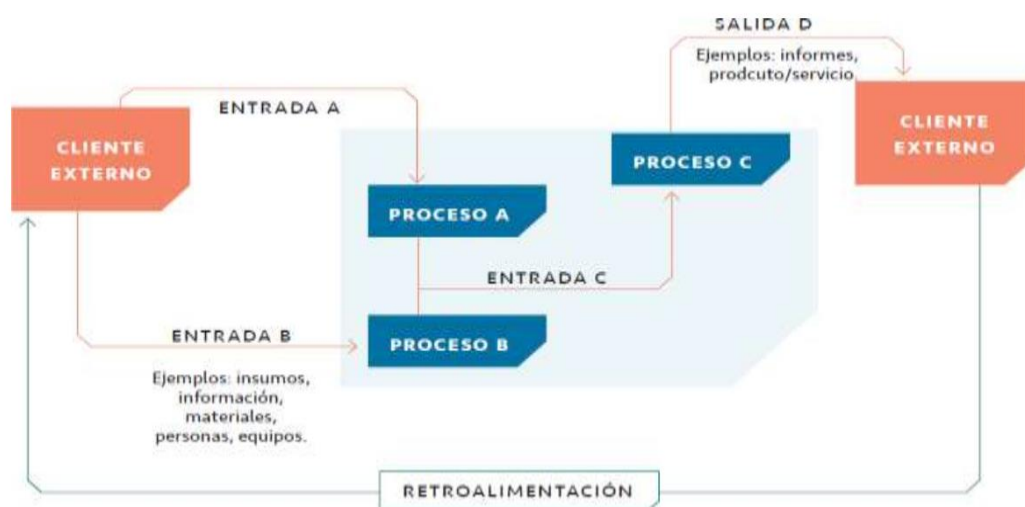 SALIDA D
Ejemplos: informes,
prodcuto/servicio
ENTRADA A
CLIENTE
EXTERNO
CLIENTE
EXTERNO
PROCESO C
PROCESO A
ENTRADA C
ENTRADA B
PROCESO B
Ejemplos: insumos,
información,
materiales,
personas, equipos.
RETROALIMENTACIÓN